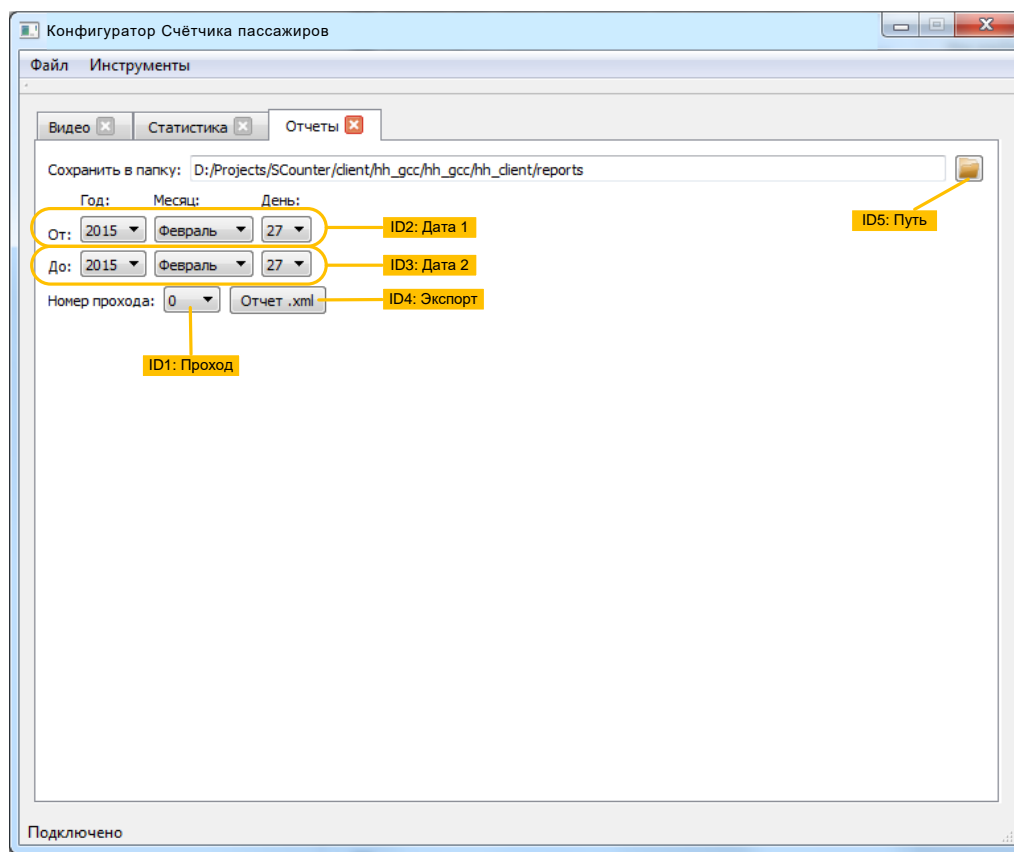 Конфигуратор Счётчика пассажиров
Файл Инструменты
Видео Статистика Отчеты
Сохранить в папку: D:/Projects/SCounter/client/hh_gcc/hh_gcc/hh_client/reports
ID5: Путь
Год: Месяц: День:
От: 2015 Февраль 27 ID2: Дата 1
До: 2015 Февраль 27 ID3: Дата 2
Номер прохода: 0 Отчет .xml ID4: Экспорт
ID1: Проход
Подключено